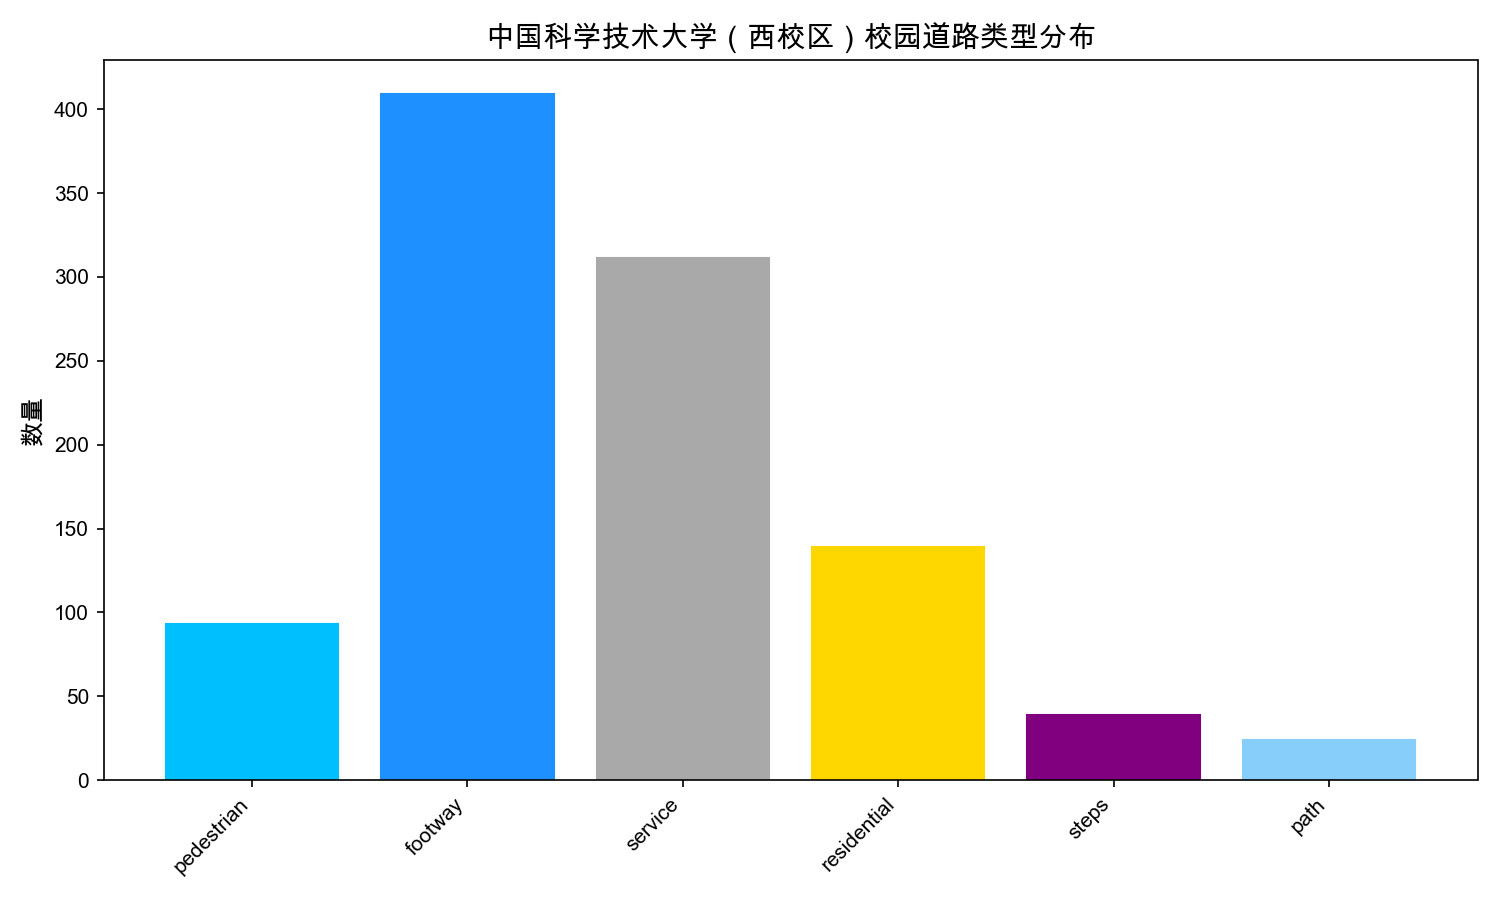 中国科学技术大学（西校区）校园道路类型分布
数量
400
350
300
250
200
150
100
50
0
pedestrian
footway
service
residential
steps
path